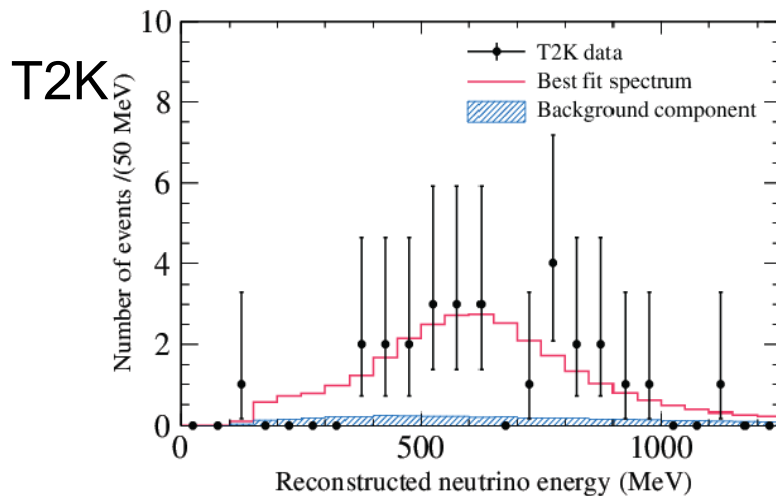 T2K
Number of events /(50 MeV)
10
8
6
4
2
0
T2K data
Best fit spectrum
Background component
0 500 1000
Reconstructed neutrino energy (MeV)